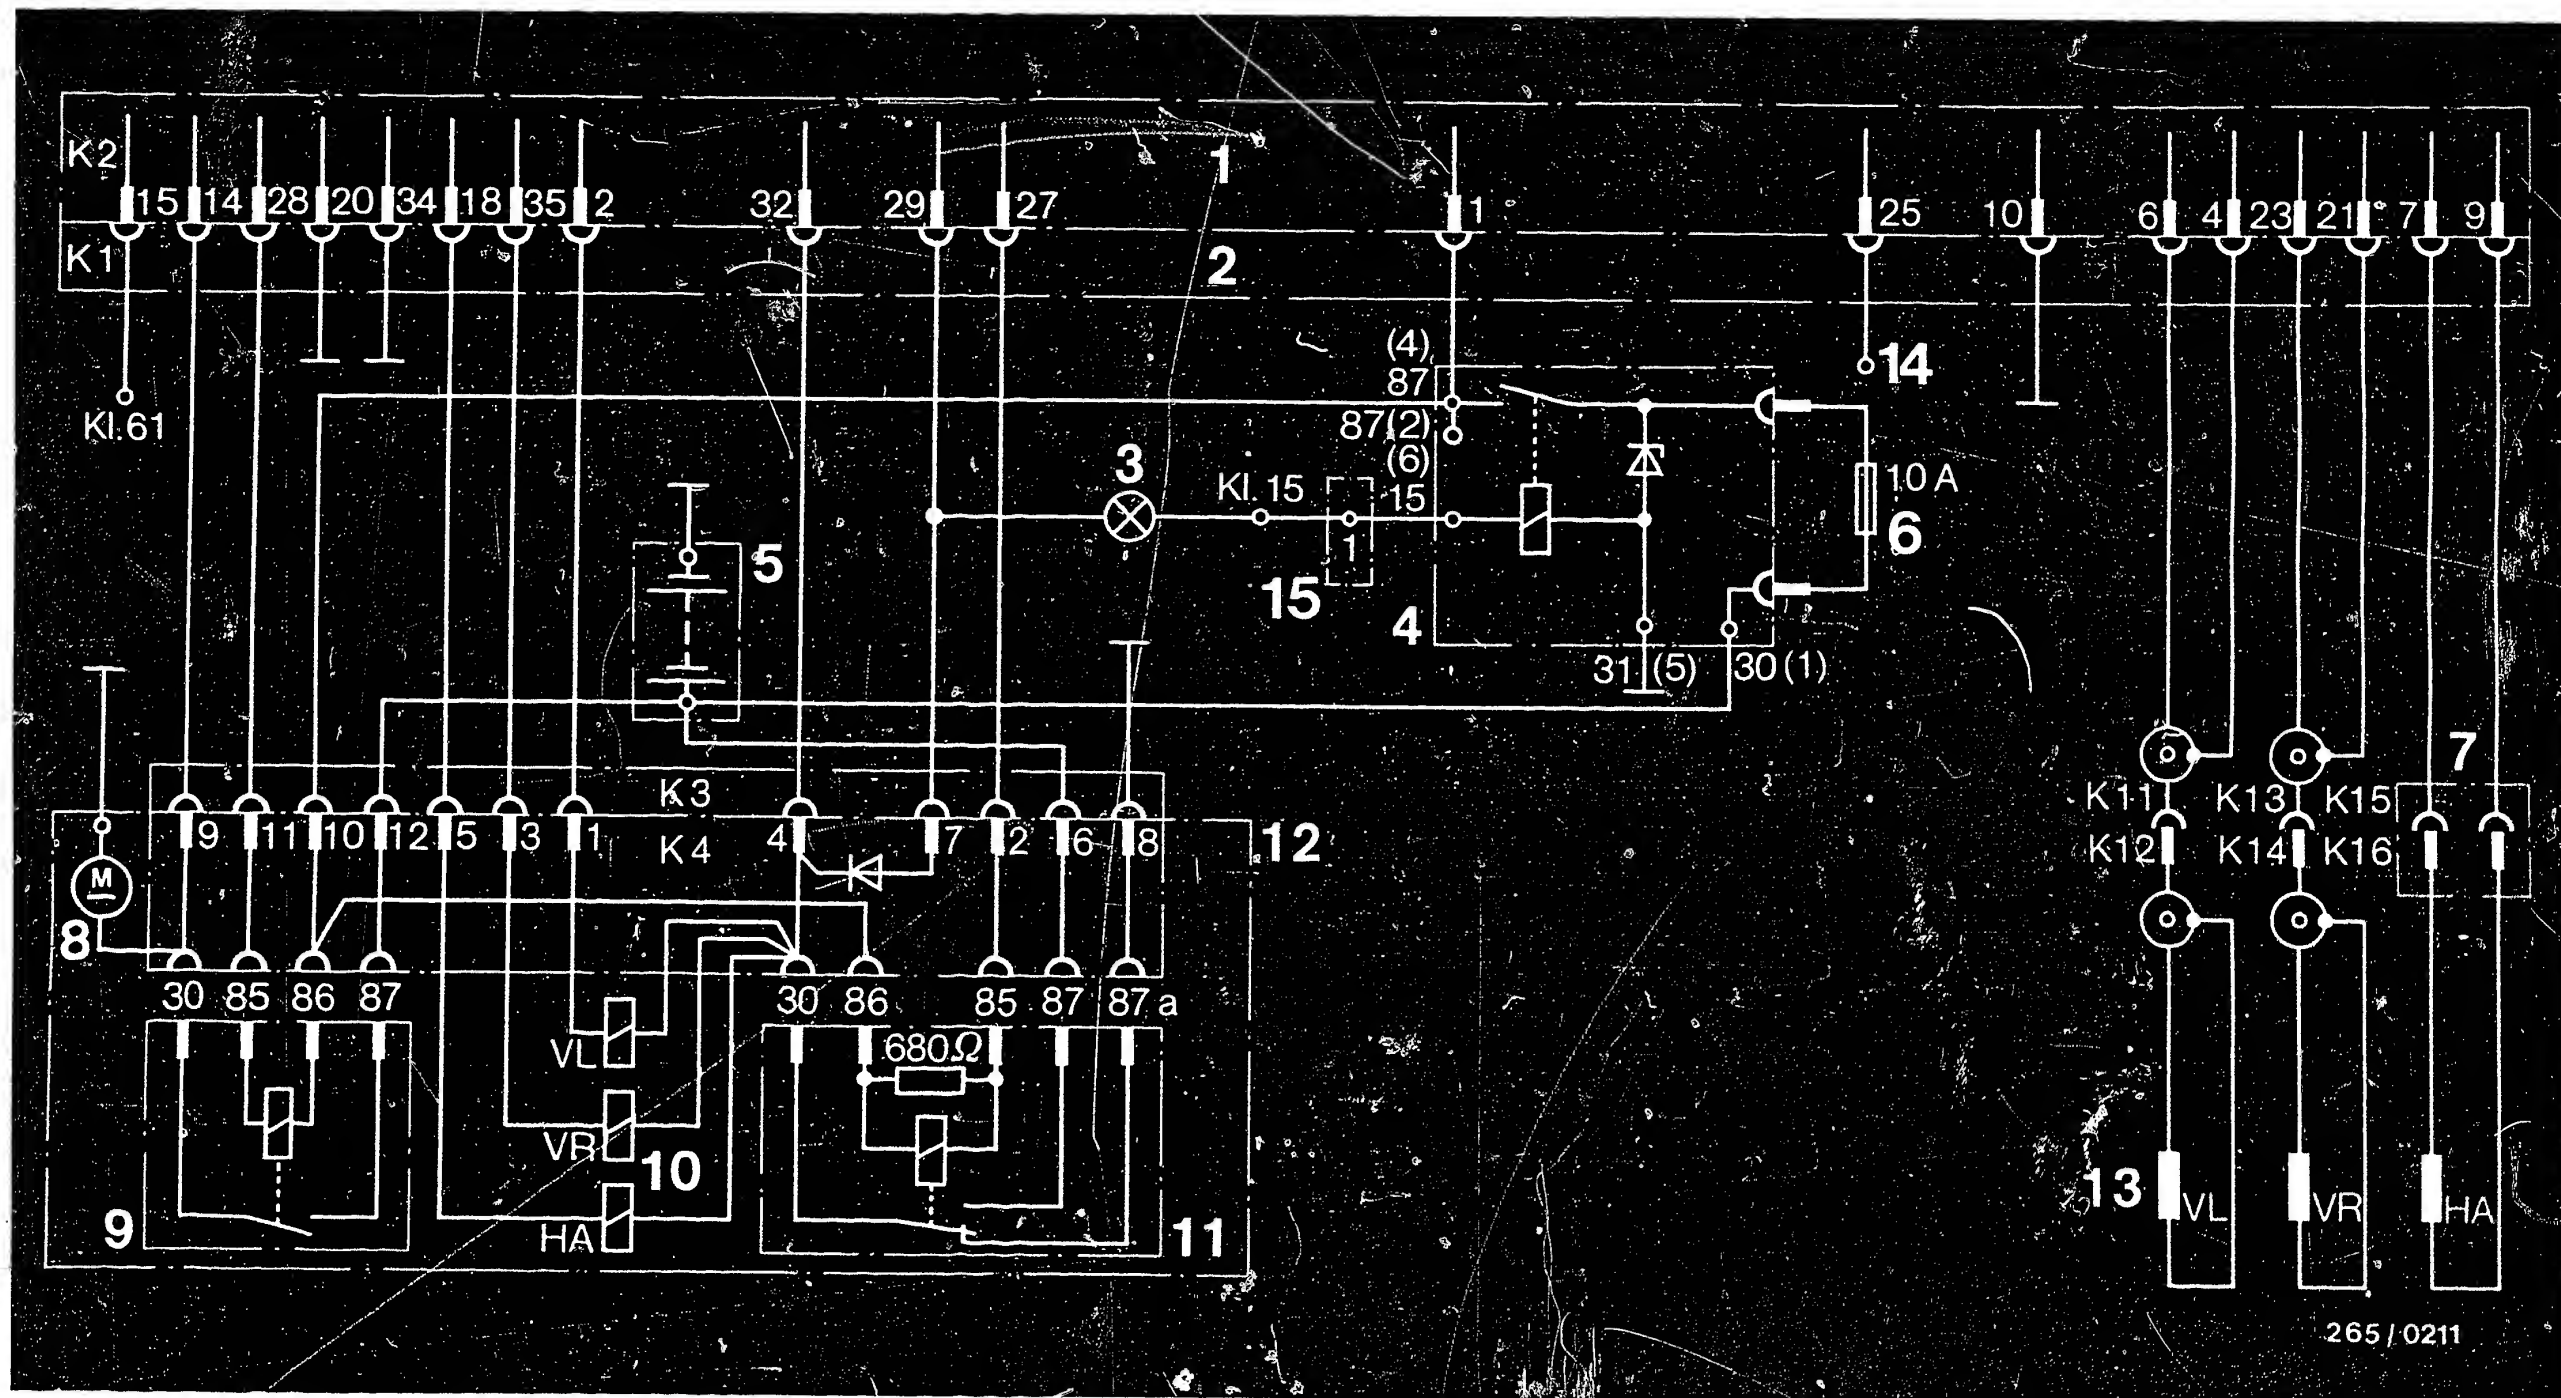 1
K2
15 14 28 20 34 18 35 2 32 29 27 1 25 10 6 4 23 21 7 9
K1
2
Kl.61
(4)
87
87(2)
(6)
14
3
Kl.15
15
10 A
6
1
15
5
4
31 (5) 30 (1)
7
K3
K11 K13 K15
9 11 10 12 5 3 1 4 7 2 6 8
K4
12
K12 K14 K16
M
8
30 85 86 87 30 86 85 87 87a
680Ω
VL
VR
10
HA
9
11
13
VL VR HA
265/0211